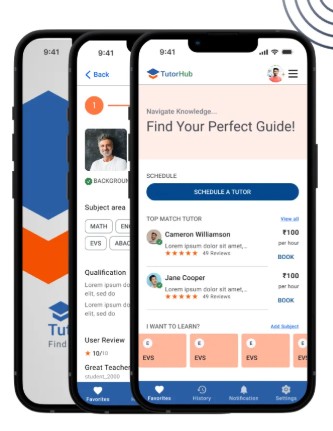 9:41
Tut
Find
9:41
Back
1
BACKGROUN
Subject area
MATH EN
EVS ABAC
Qualification
Lorem ipsum do
elit, sed do
Lorem ipsum do
elit, sed do
User Review
10/10
Great Teacher
student_2000
Favorites
9:41
TutorHub
Navigate Knowledge...
Find Your Perfect Guide!
SCHEDULE
SCHEDULE A TUTOR
TOP MATCH TUTOR View all
Cameron Williamson ₹100
Lorem ipsum dolor sit amet,.. per hour
49 Reviews BOOK
Jane Cooper ₹100
Lorem ipsum dolor sit amet,.. per hour
49 Reviews BOOK
I WANT TO LEARN? Add Subject
E E E E
EVS EVS EVS EVS
Favorites History Notification Settings